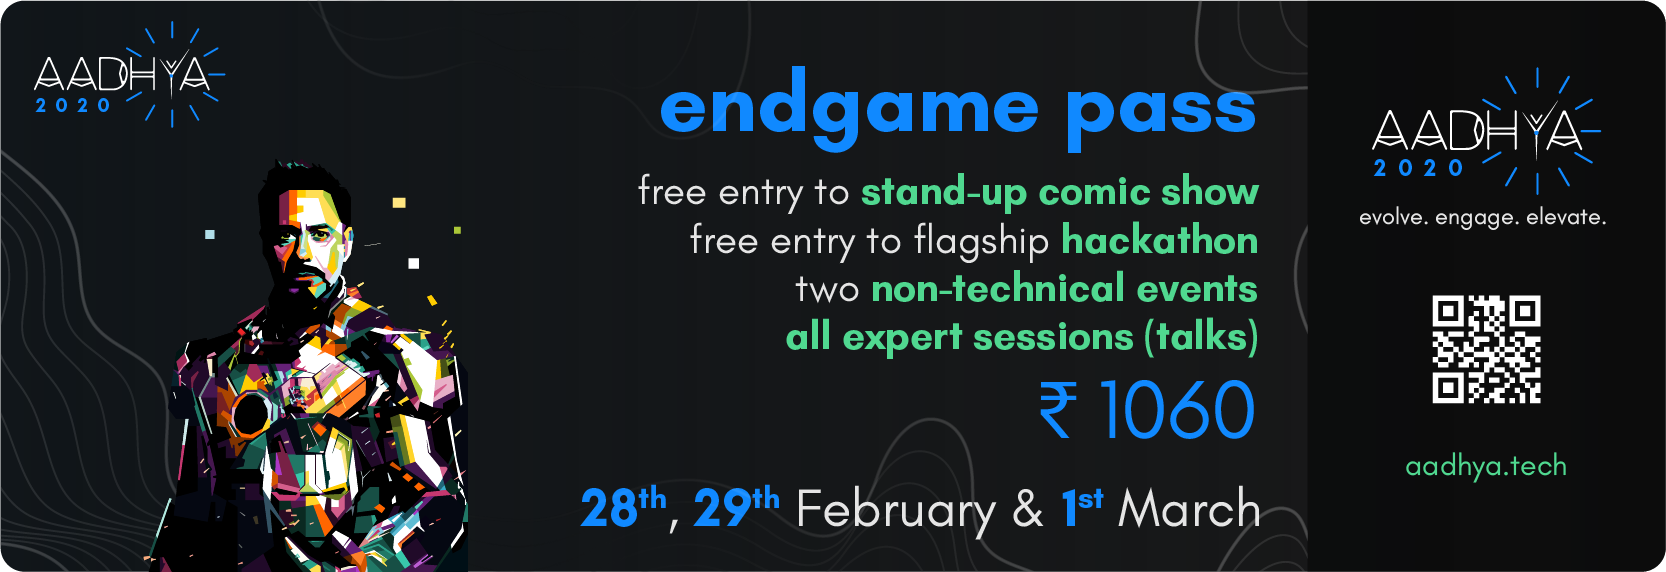 AADHYA
2020
endgame pass
free entry to stand-up comic show
free entry to flagship hackathon
two non-technical events
all expert sessions (talks)
₹ 1060
28th, 29th February & 1st March
AADHYA
2020
evolve. engage. elevate.
aadhya.tech